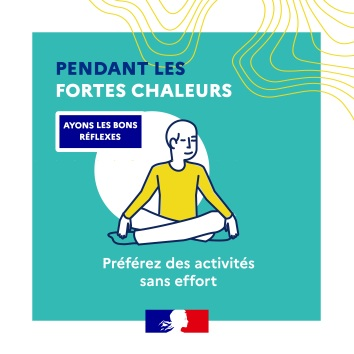 PENDANT LES
FORTES CHALEURS
AYONS LES BONS
RÉFLEXES
Préférez des activités
sans effort